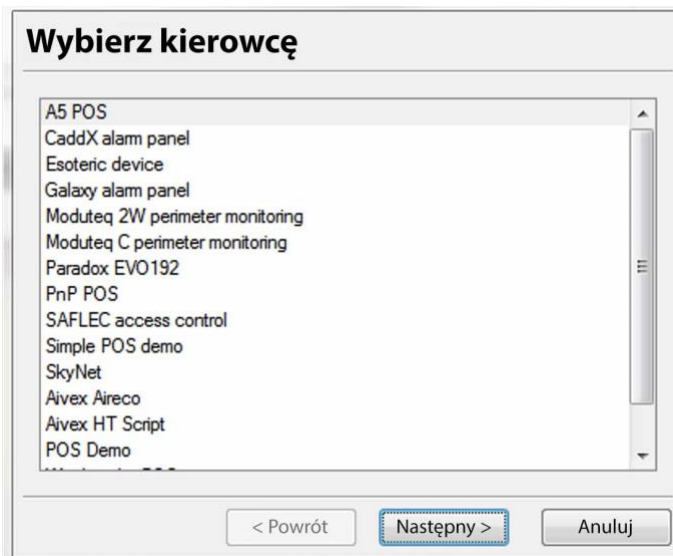 Wybierz kierowcę
A5 POS
CaddX alarm panel
Esoteric device
Galaxy alarm panel
Moduteq 2W perimeter monitoring
Moduteq C perimeter monitoring
Paradox EVO192
PnP POS
SAFLEC access control
Simple POS demo
SkyNet
Aivex Aireco
Aivex HT Script
POS Demo
< Powrót
Następny >
Anuluj